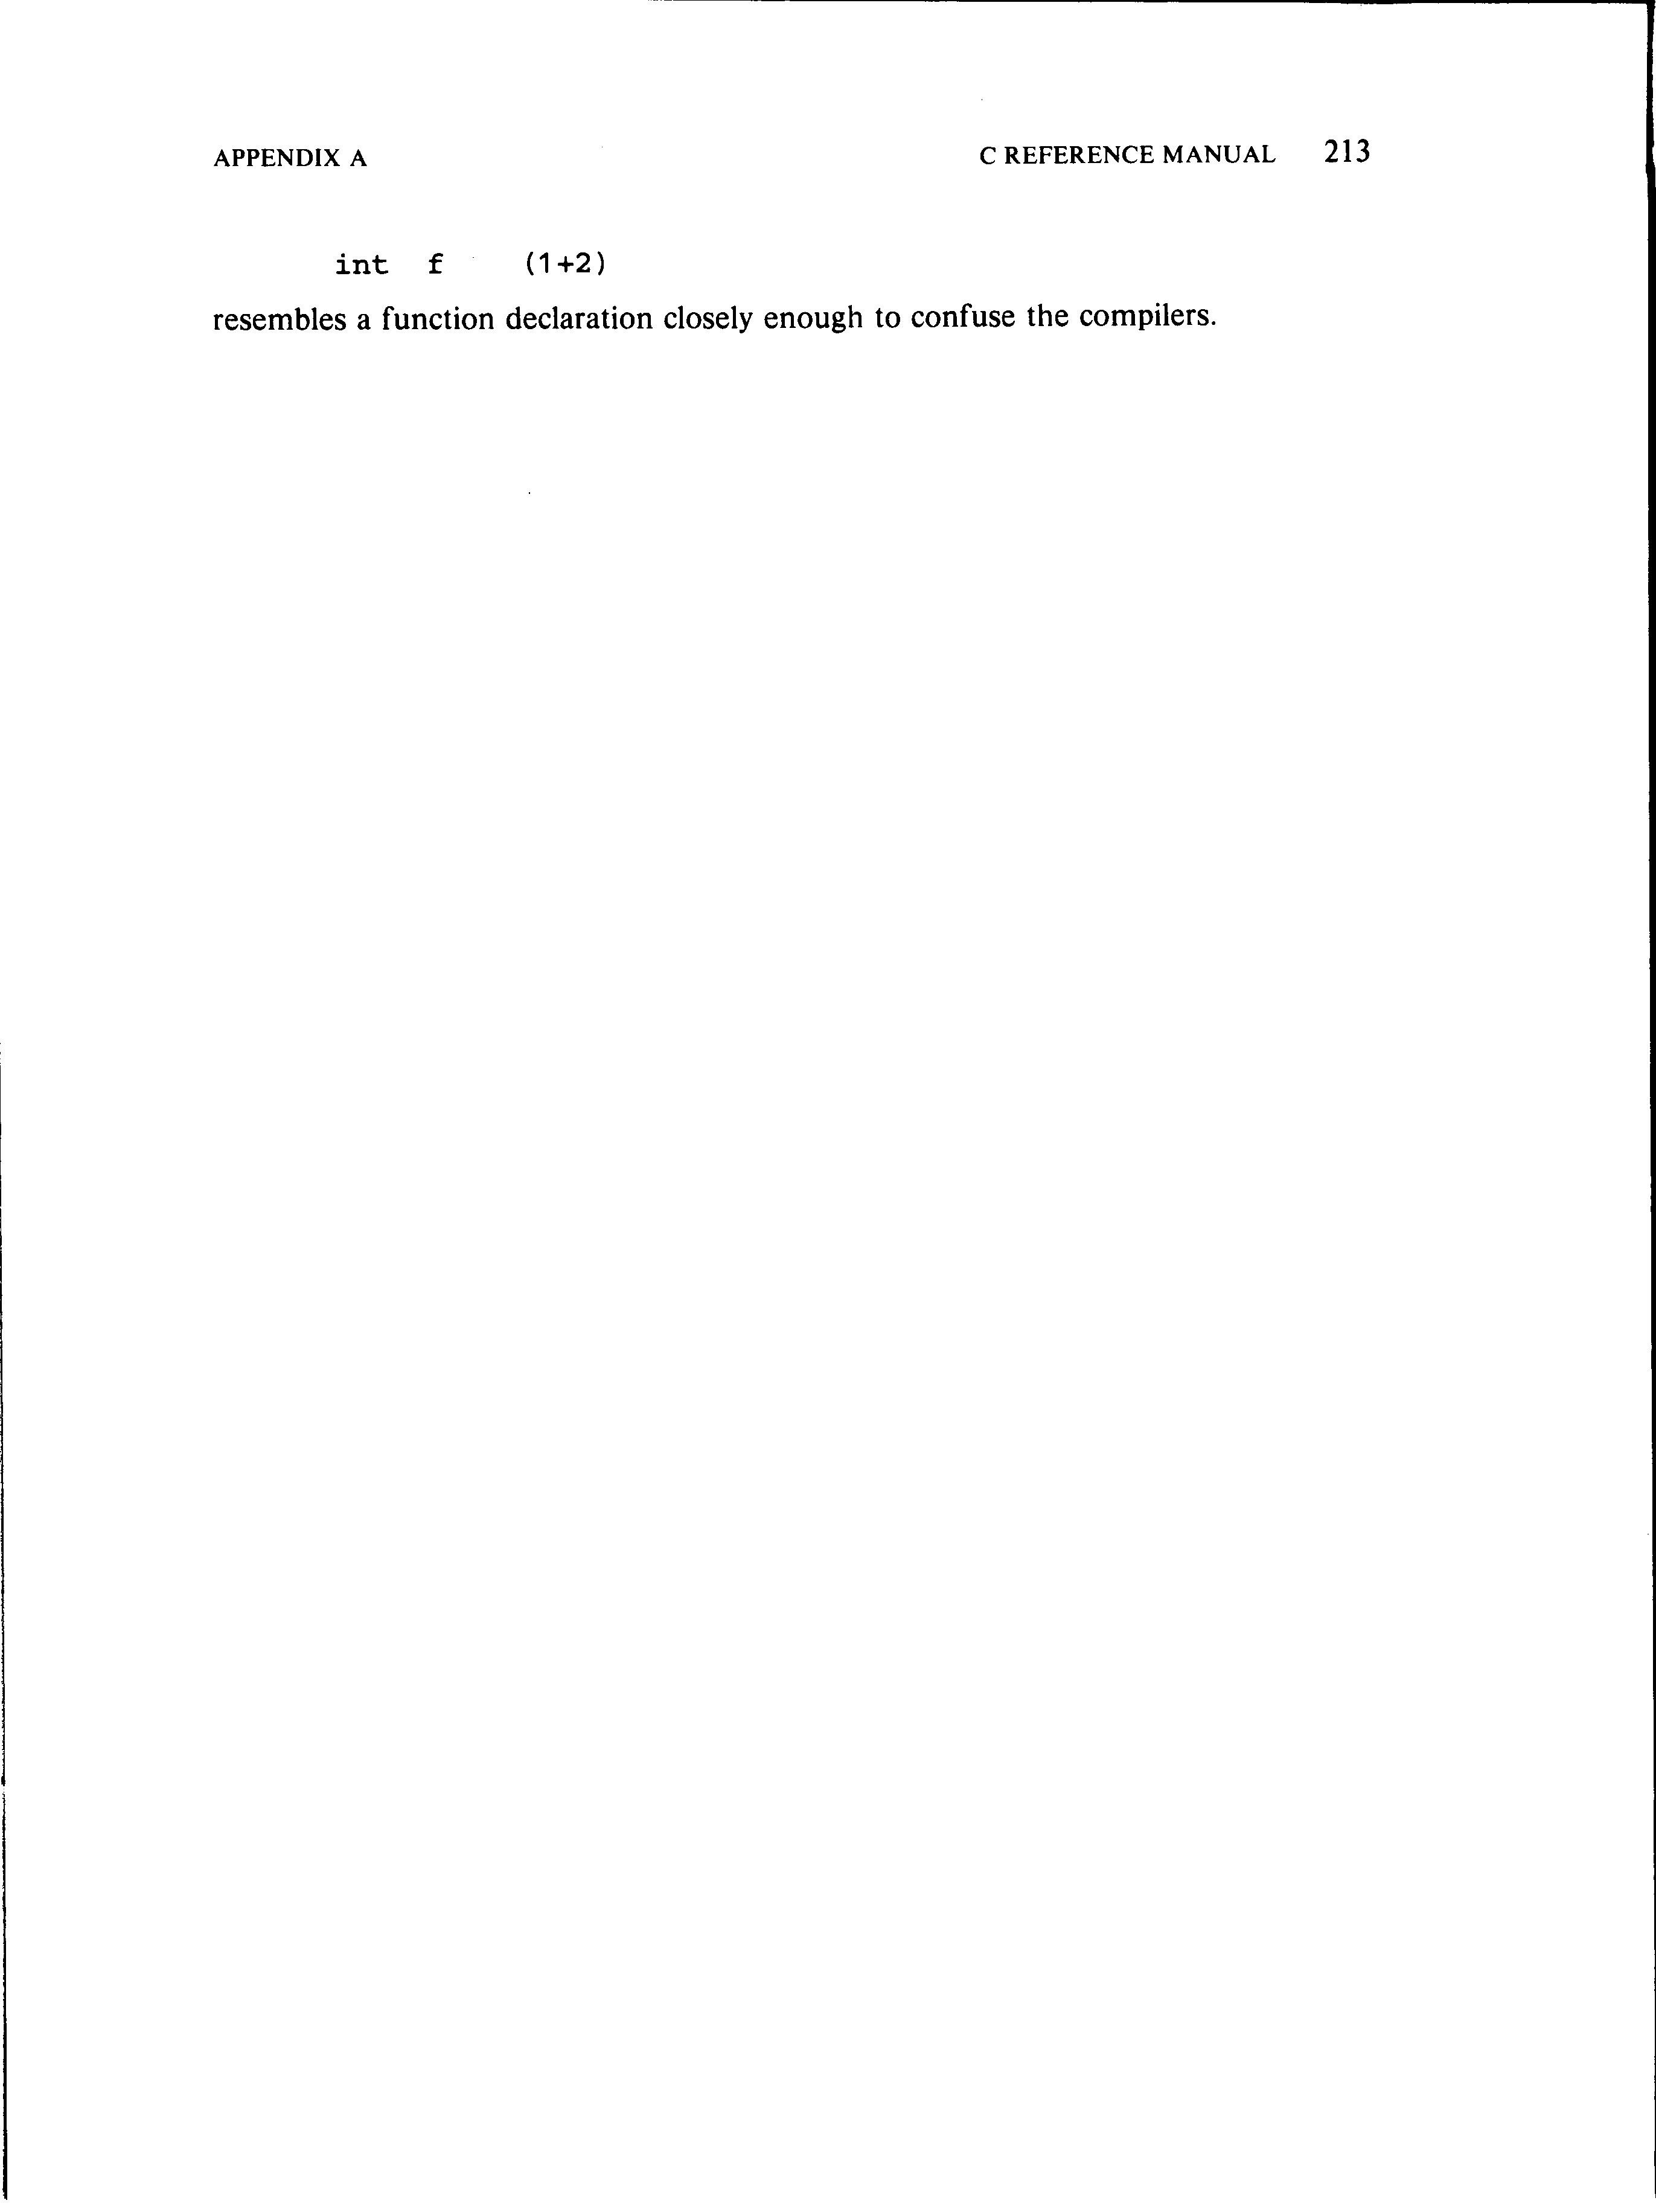 APPENDIX A C REFERENCE MANUAL 213
int f (1+2)
resembles a function declaration closely enough to confuse the compilers.